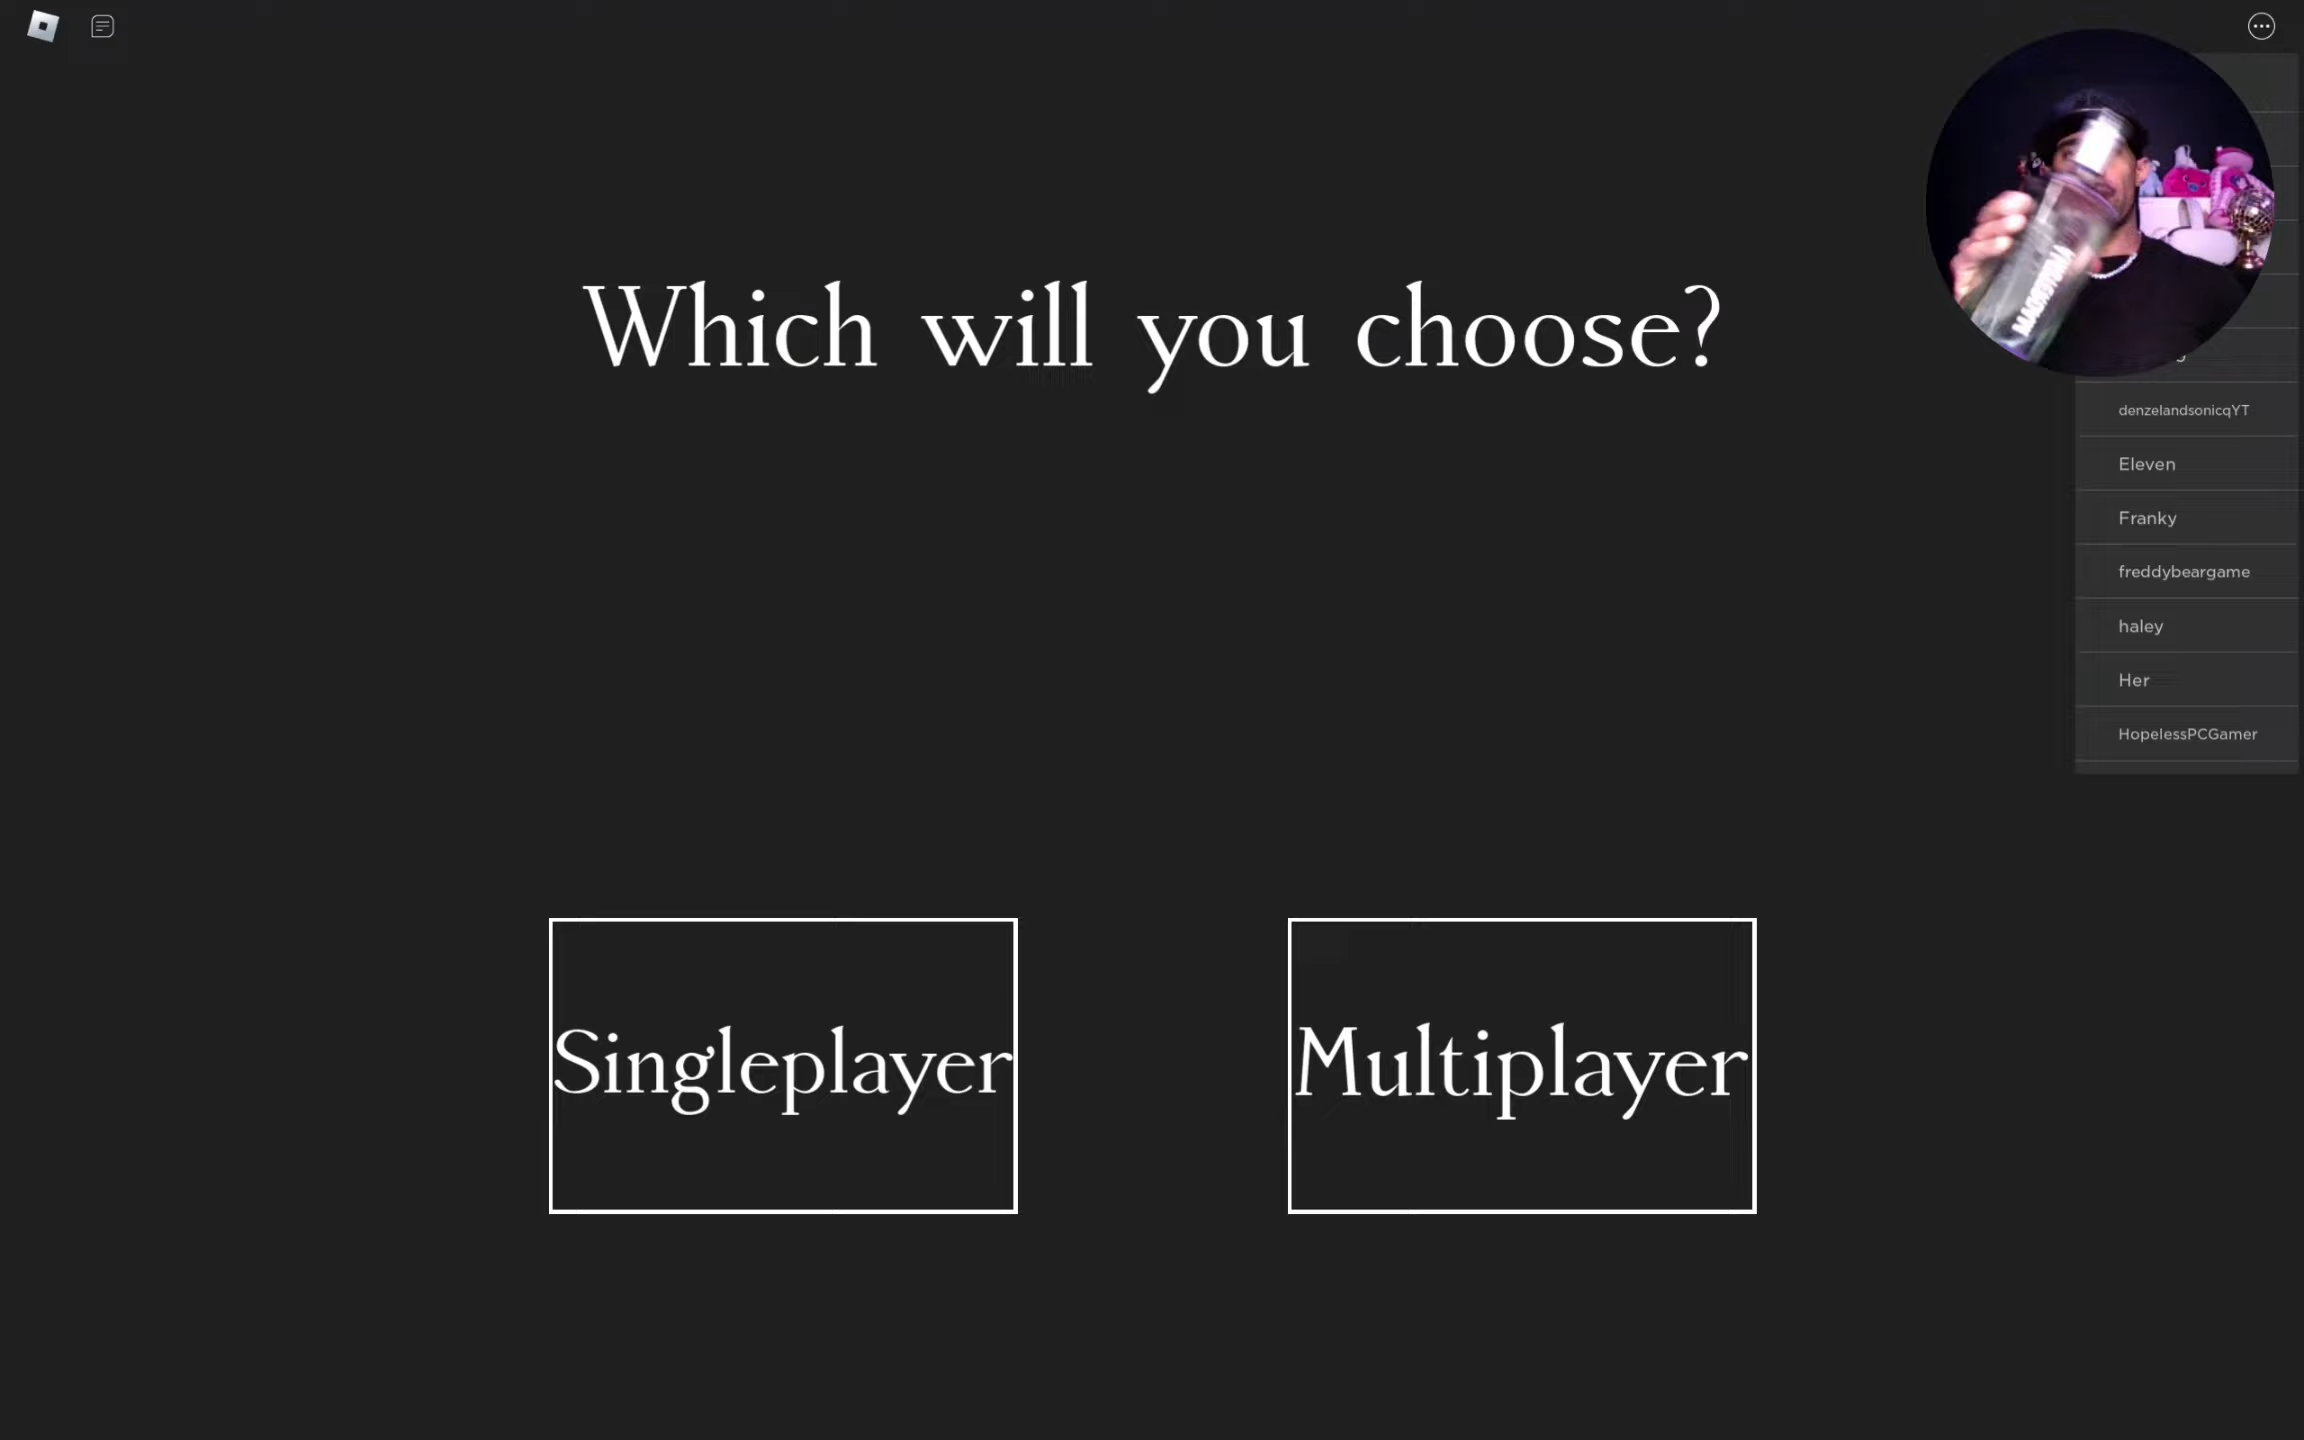 Which will you choose?
denzelandsonicqYT
Eleven
Franky
freddybeargame
haley
Her
HopelessPCGamer
Singleplayer
Multiplayer